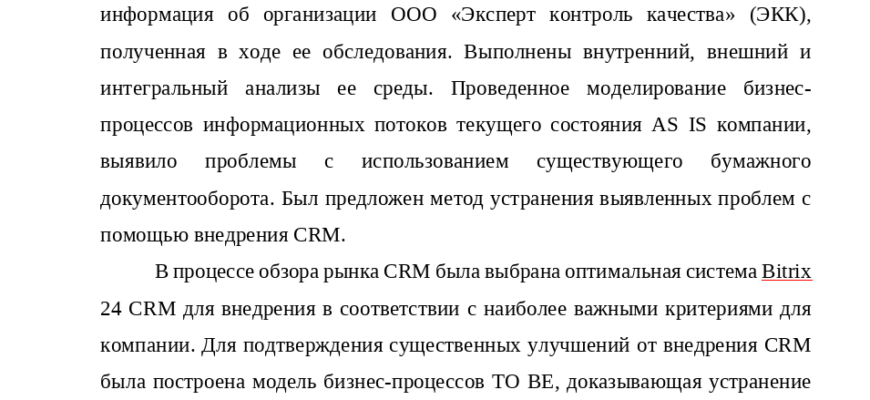 информация об организации ООО «Эксперт контроль качества» (ЭКК),
полученная в ходе ее обследования. Выполнены внутренний, внешний и
интегральный анализы ее среды. Проведенное моделирование бизнес-
процессов информационных потоков текущего состояния AS IS компании,
выявило проблемы с использованием существующего бумажного
документооборота. Был предложен метод устранения выявленных проблем с
помощью внедрения CRM.
В процессе обзора рынка CRM была выбрана оптимальная система Bitrix
24 CRM для внедрения в соответствии с наиболее важными критериями для
компании. Для подтверждения существенных улучшений от внедрения CRM
была построена модель бизнес-процессов TO BE, доказывающая устранение